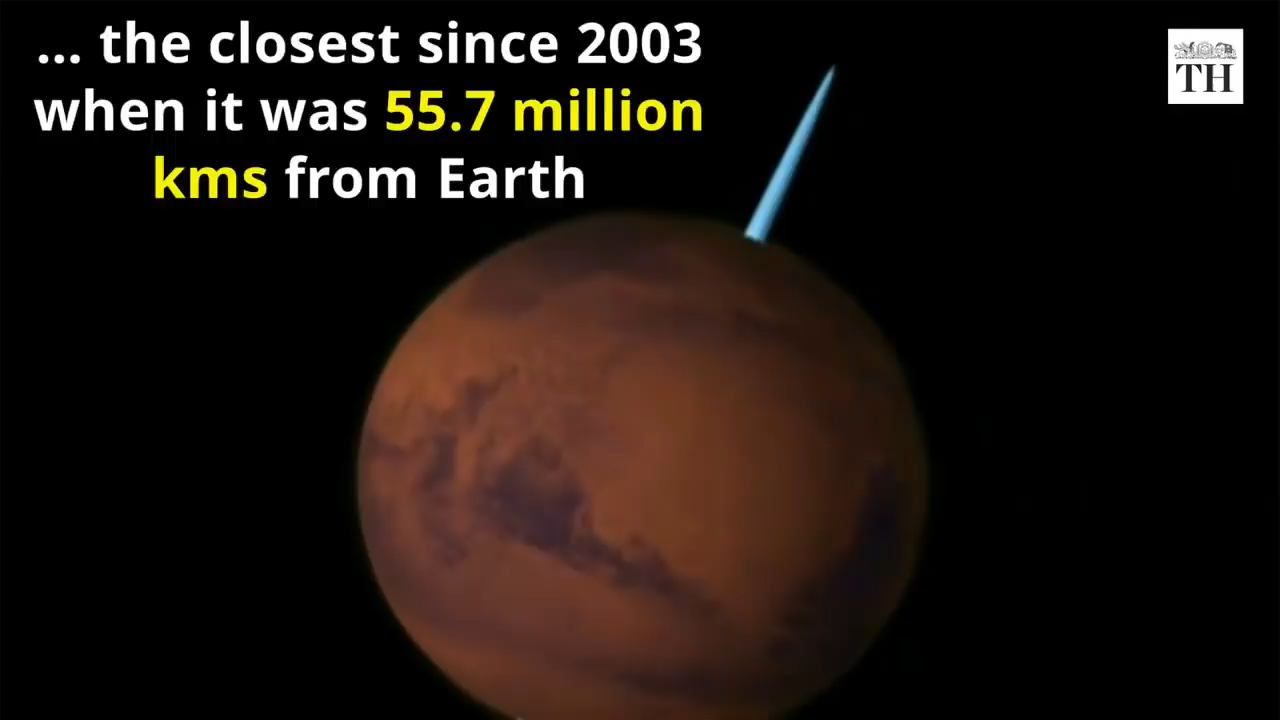 ... the closest since 2003
when it was 55.7 million
kms from Earth
TH